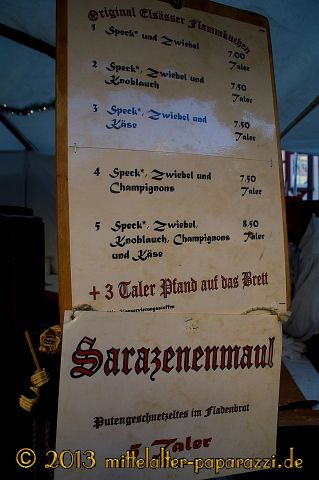 Original Elsässer Flammkuchen
1 Speck* und Zwiebel
7.00
Taler
2 Speck*, Zwiebel und
Knoblauch
7,50
Taler
3 Speck*, Zwiebel und
Käse
7,50
Taler
4 Speck*, Zwiebel und
Champignons
7,50
Taler
5 Speck*, Zwiebel,
Knoblauch, Champignons
und Käse
8,50
Taler
+ 3 Taler Pfand auf das Brett
Konservierungsstoffen
Sarazenenmaul
Putengeschnetzeltes im Fladenbrot
5 Taler
© 2013 mittelalter-paparazzi.de